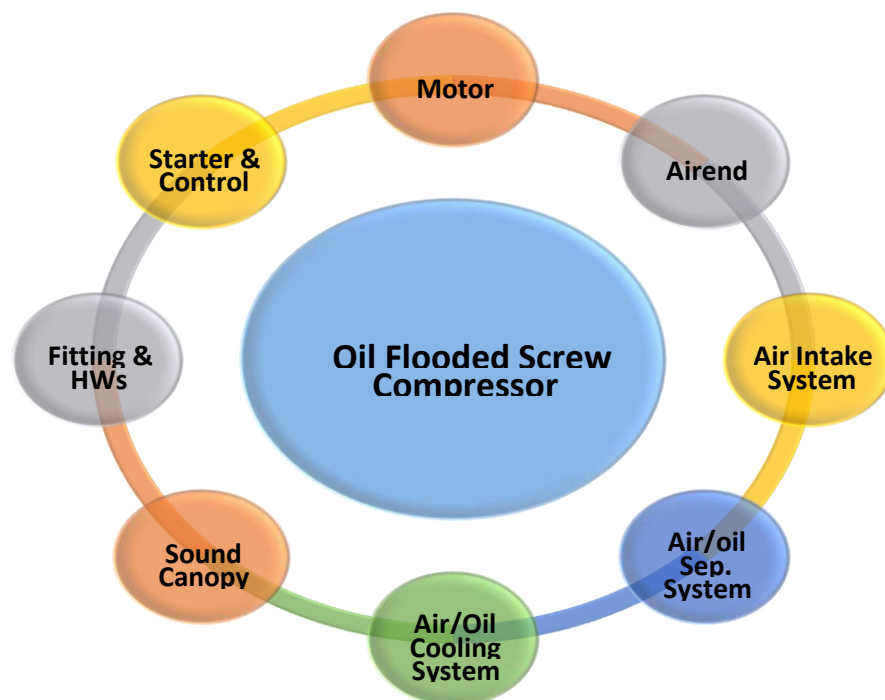 Motor
Airend
Air Intake
System
Air/oil
Sep.
System
Air/Oil
Cooling
System
Sound
Canopy
Fitting &
HWs
Starter &
Control
Oil Flooded Screw
Compressor